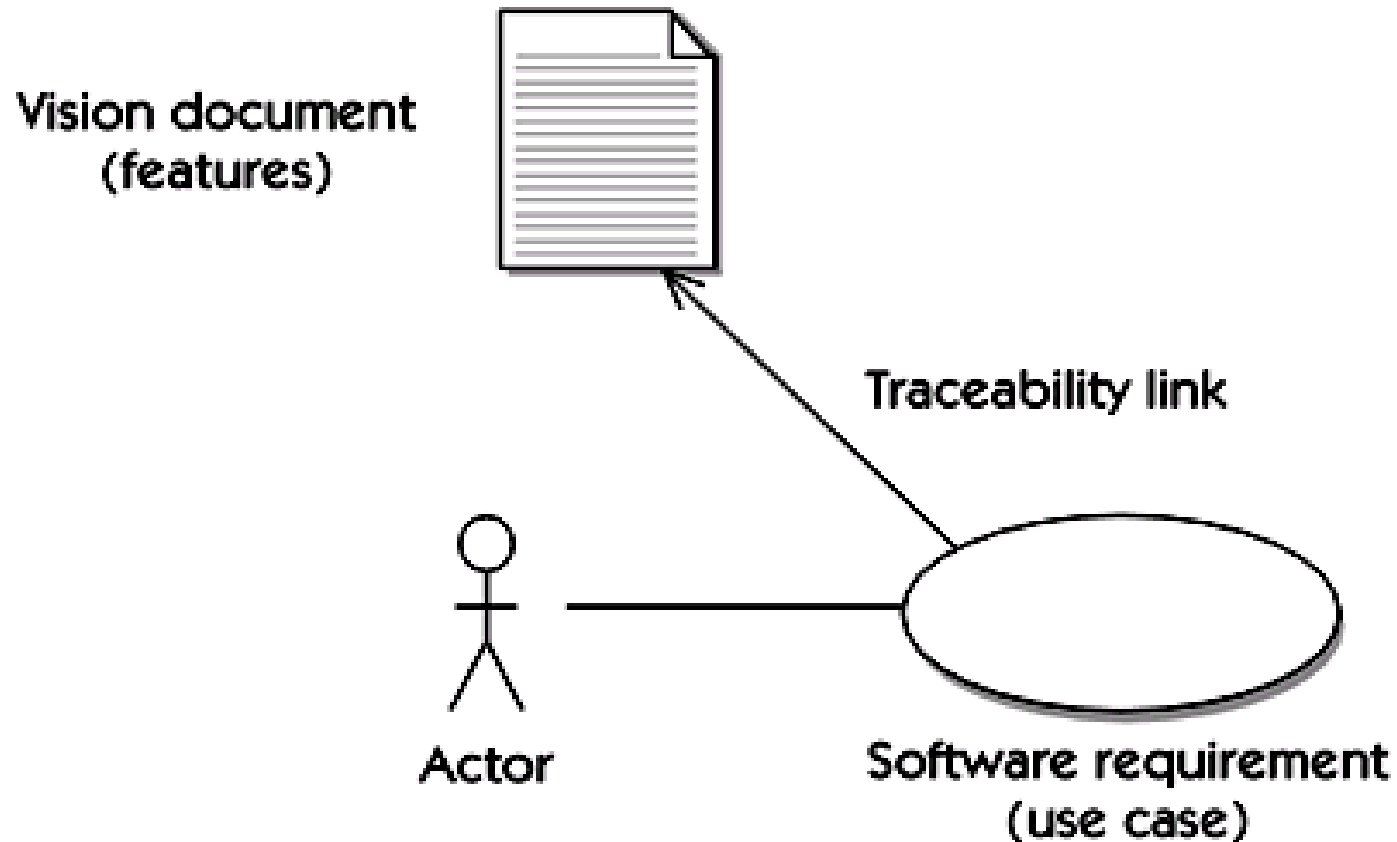 Vision document
(features)
Traceability link
Actor
Software requirement
(use case)